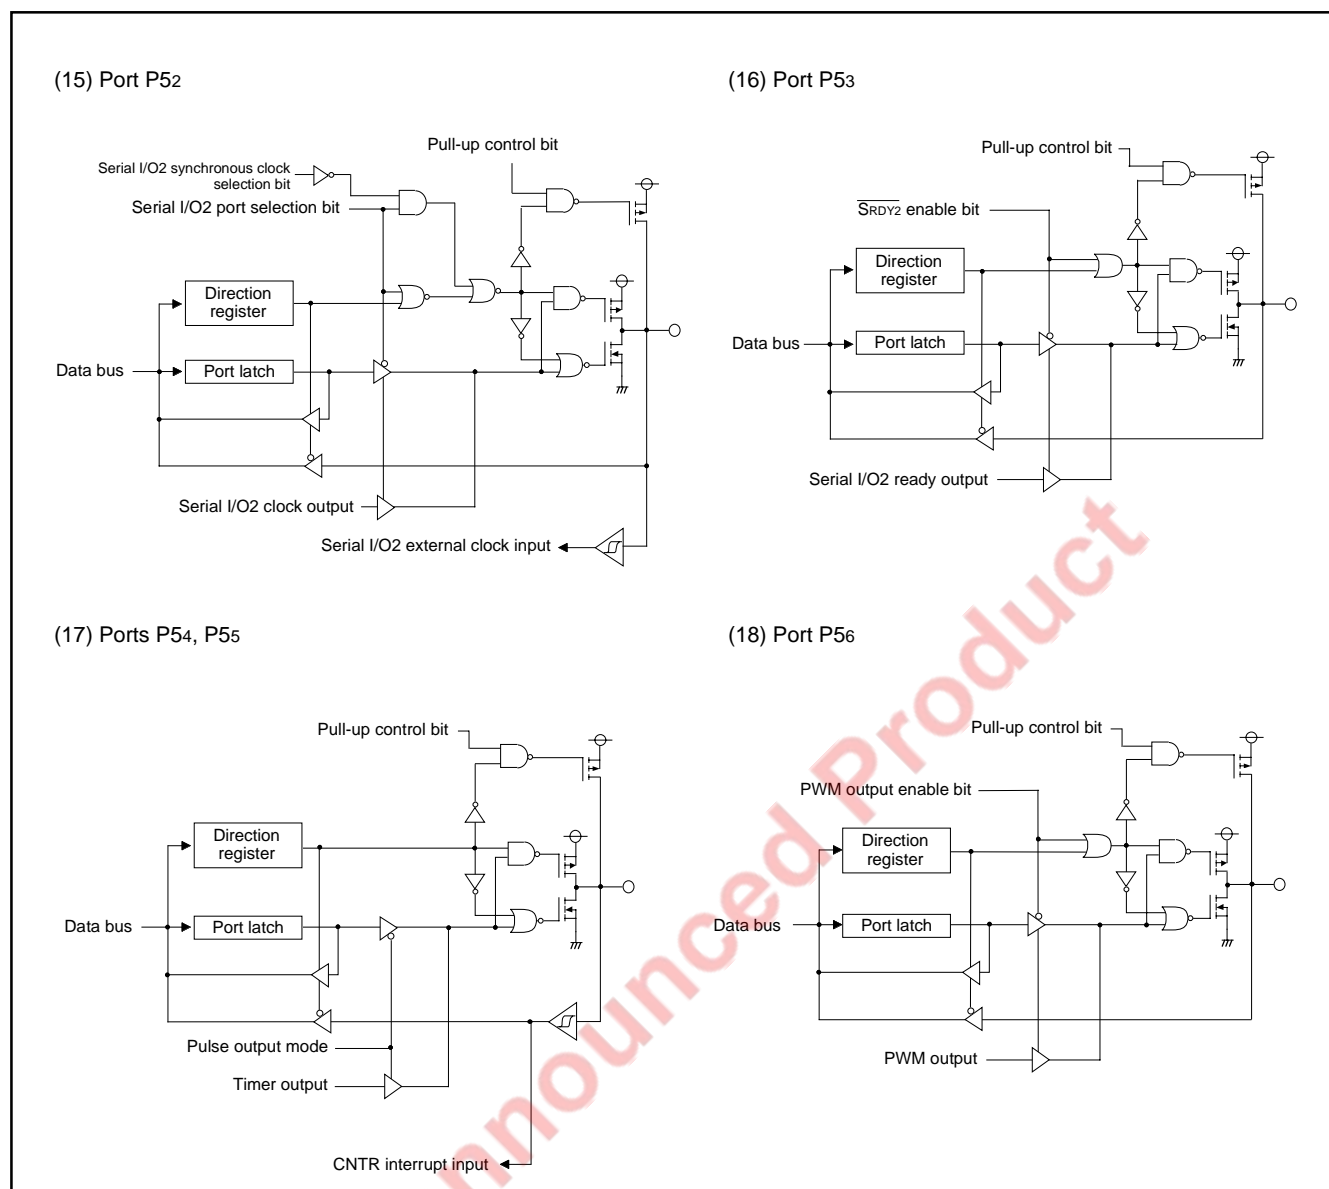 (15) Port P52
Pull-up control bit
Serial I/O2 synchronous clock
selection bit
Serial I/O2 port selection bit
Direction
register
Data bus
Port latch
Serial I/O2 clock output
Serial I/O2 external clock input
(16) Port P53
Pull-up control bit
SRDY2 enable bit
Direction
register
Data bus
Port latch
Serial I/O2 ready output
(17) Ports P54, P55
Pull-up control bit
Direction
register
Data bus
Port latch
Pulse output mode
Timer output
CNTR interrupt input
(18) Port P56
Pull-up control bit
PWM output enable bit
Direction
register
Data bus
Port latch
PWM output
nnounced Product